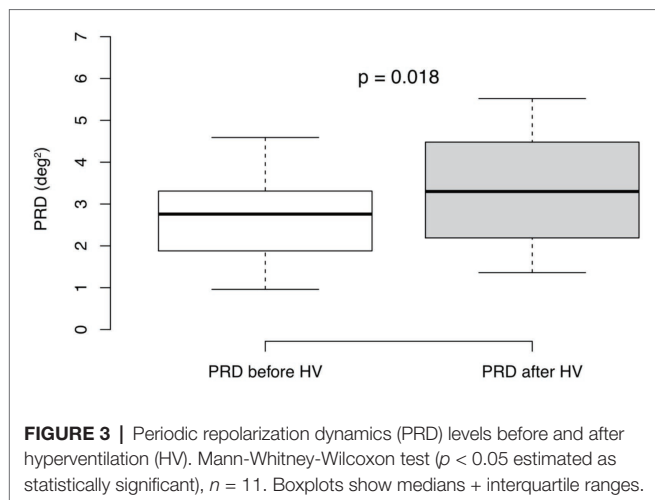 7
6
5
4
3
2
1
0
PRD (deg²)
p = 0.018
PRD before HV PRD after HV
FIGURE 3 | Periodic repolarization dynamics (PRD) levels before and after
hyperventilation (HV). Mann-Whitney-Wilcoxon test (p < 0.05 estimated as
statistically significant), n = 11. Boxplots show medians + interquartile ranges.